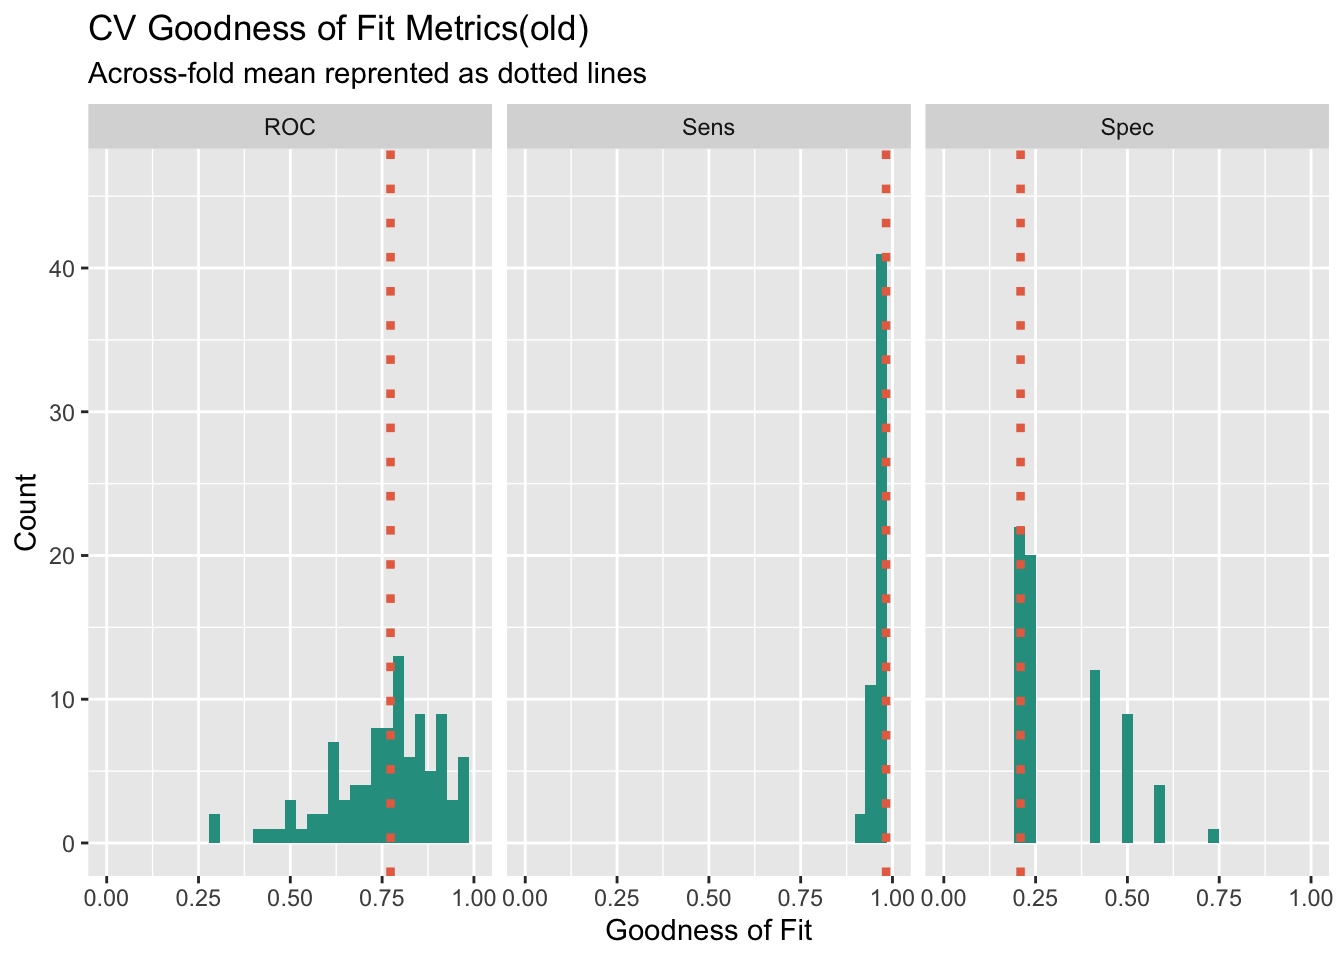 CV Goodness of Fit Metrics(old)
Across-fold mean reprented as dotted lines
ROC
Sens
Spec
Count
40
30
20
10
0
0.00 0.25 0.50 0.75 1.00
0.00 0.25 0.50 0.75 1.00
0.00 0.25 0.50 0.75 1.00
Goodness of Fit